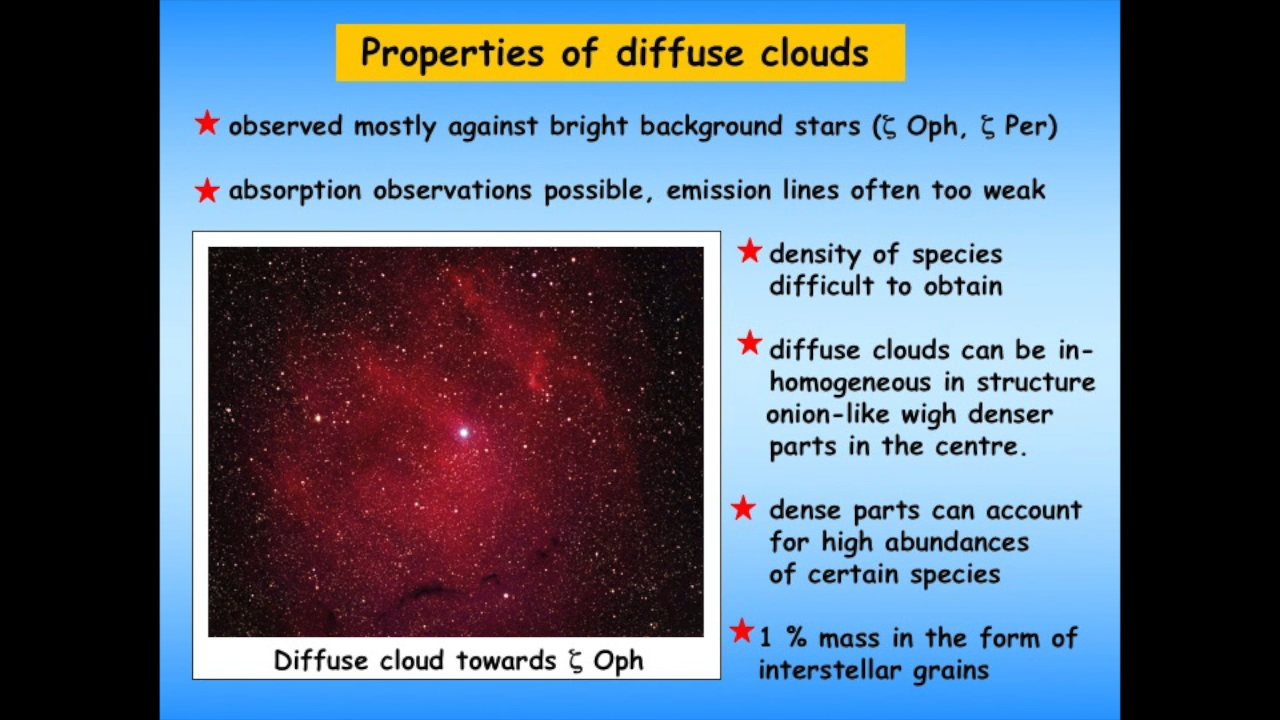 Properties of diffuse clouds
observed mostly against bright background stars (ζ Oph, ζ Per)
absorption observations possible, emission lines often too weak
density of species
difficult to obtain
diffuse clouds can be in-
homogeneous in structure
onion-like wigh denser
parts in the centre.
dense parts can account
for high abundances
of certain species
1 % mass in the form of
interstellar grains
Diffuse cloud towards ζ Oph